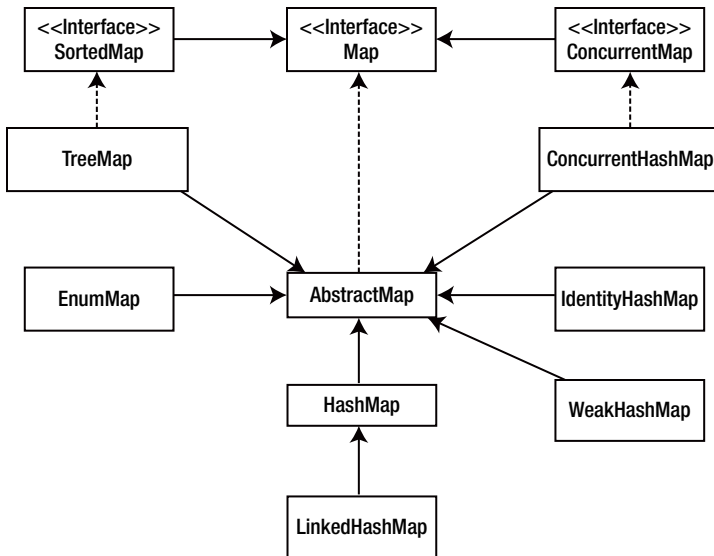 <<Interface>>
SortedMap
<<Interface>>
Map
<<Interface>>
ConcurrentMap
TreeMap
ConcurrentHashMap
EnumMap
AbstractMap
IdentityHashMap
HashMap
WeakHashMap
LinkedHashMap